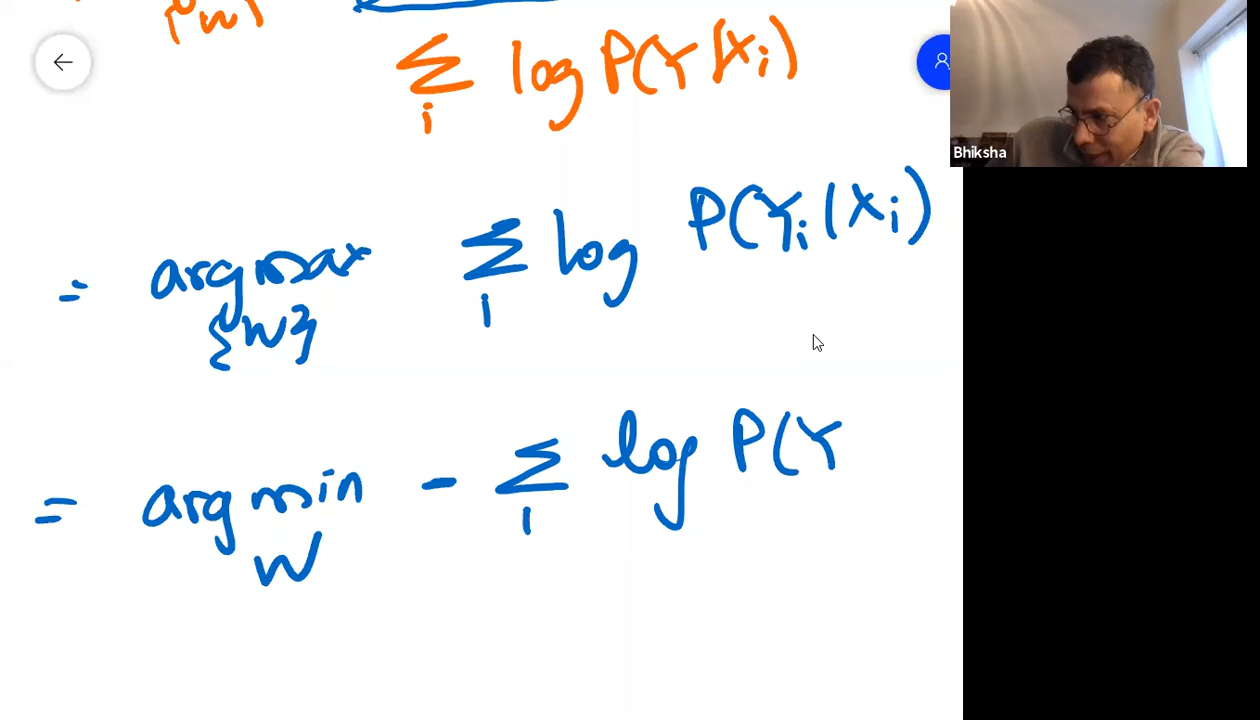 {w}
Σ i log P(Y|Xi)
Bhiksha
= argmax {W} Σ i log P(Yi|Xi)
= argmin W - Σ i log P(Y